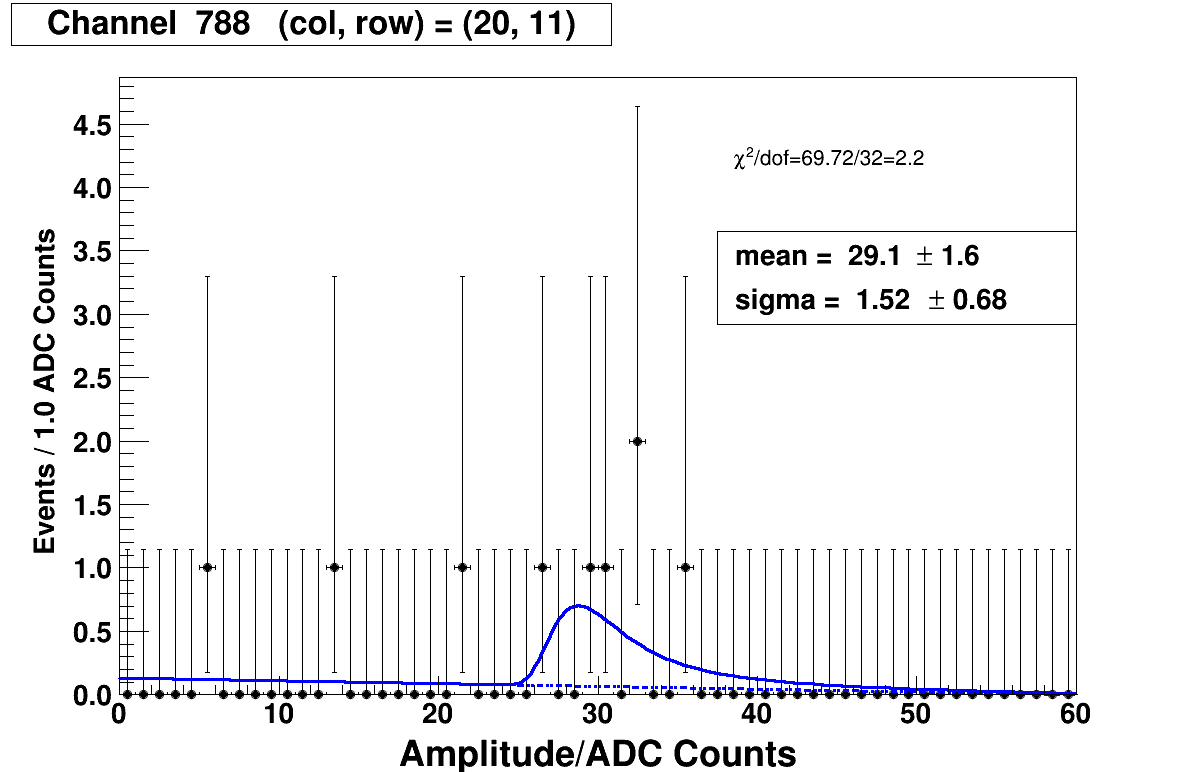 Channel 788 (col, row) = (20, 11)
χ²/dof=69.72/32=2.2
mean = 29.1 ± 1.6
sigma = 1.52 ± 0.68
Events / 1.0 ADC Counts
4.5
4.0
3.5
3.0
2.5
2.0
1.5
1.0
0.5
0.0
0 10 20 30 40 50 60
Amplitude/ADC Counts